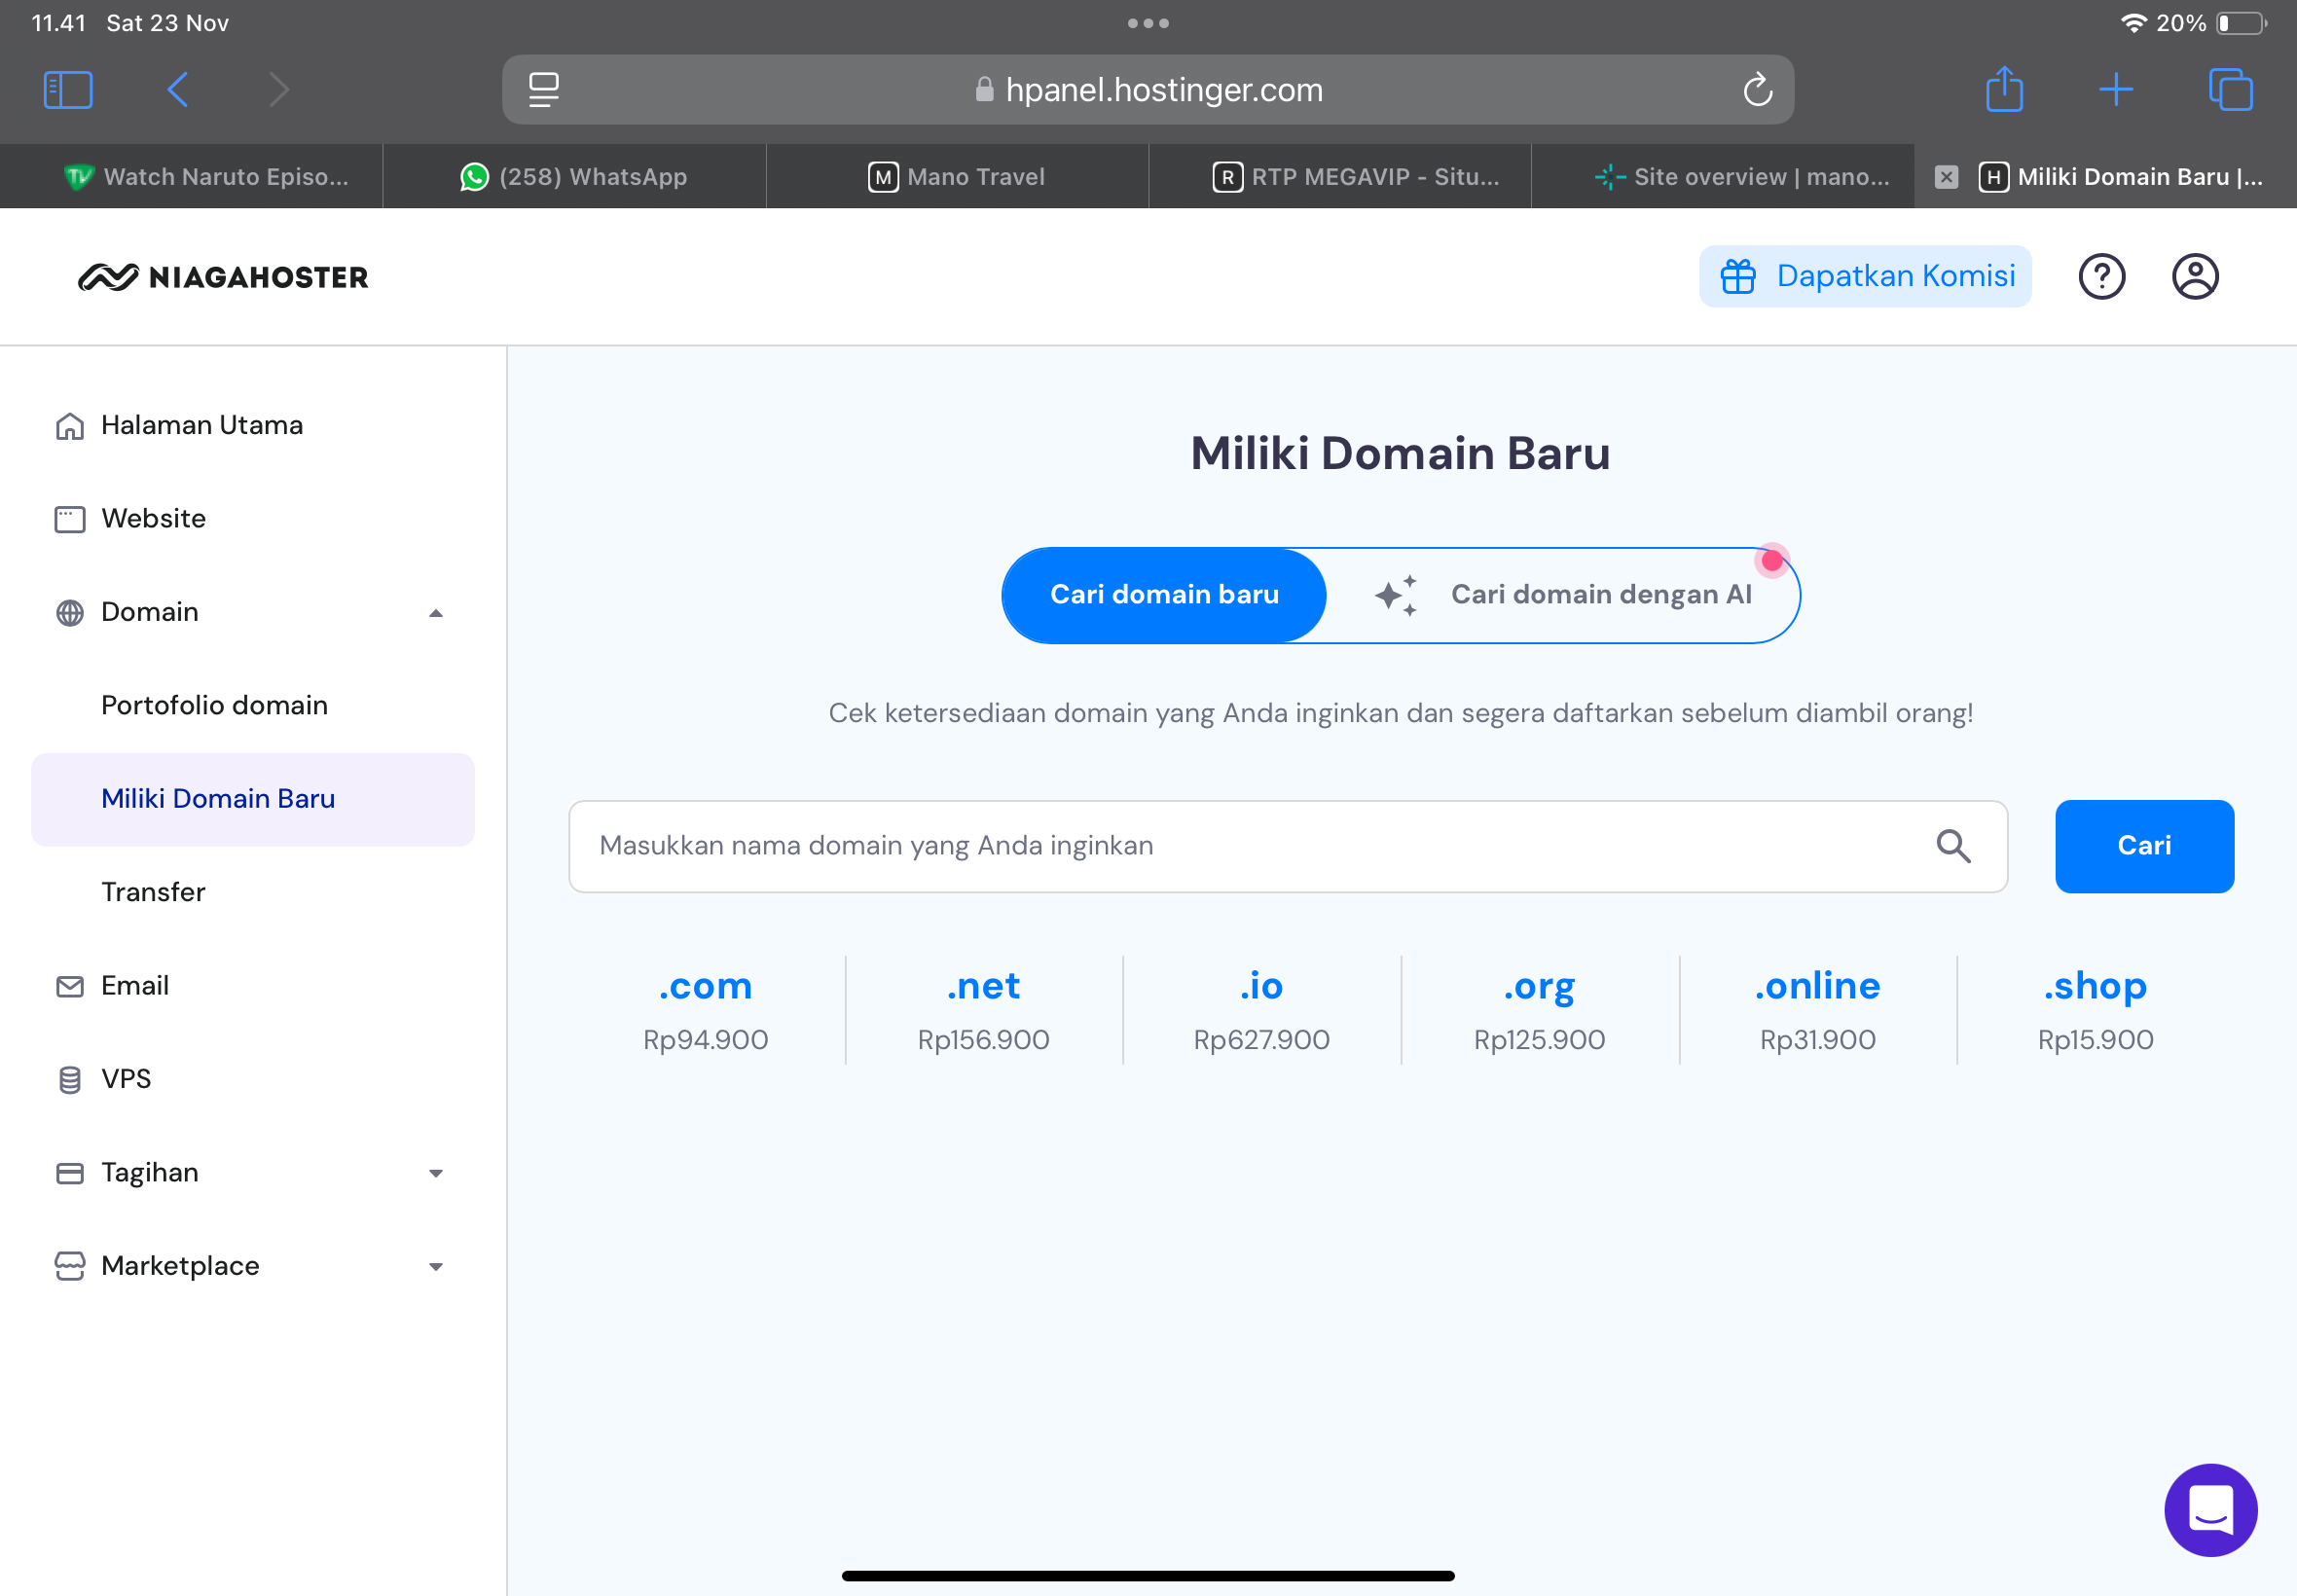 11.41 Sat 23 Nov
20%
hpanel.hostinger.com
Watch Naruto Episo...
(258) WhatsApp
M Mano Travel
R RTP MEGAVIP - Situ...
Site overview | mano...
H Miliki Domain Baru |...
NIAGAHOSTER
Dapatkan Komisi
Halaman Utama
Website
Domain
Portofolio domain
Miliki Domain Baru
Transfer
Email
VPS
Tagihan
Marketplace
Miliki Domain Baru
Cari domain baru
Cari domain dengan AI
Cek ketersediaan domain yang Anda inginkan dan segera daftarkan sebelum diambil orang!
Masukkan nama domain yang Anda inginkan
Cari
.com
Rp94.900
.net
Rp156.900
.io
Rp627.900
.org
Rp125.900
.online
Rp31.900
.shop
Rp15.900